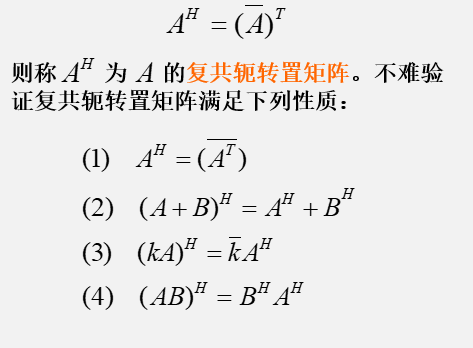 $A^H = (\overline{A})^T$
则称 $A^H$ 为 $A$ 的复共轭转置矩阵。不难验
证复共轭转置矩阵满足下列性质：
(1) $A^H = (\overline{A^T})$
(2) $(A + B)^H = A^H + B^H$
(3) $(kA)^H = \overline{k}A^H$
(4) $(AB)^H = B^H A^H$